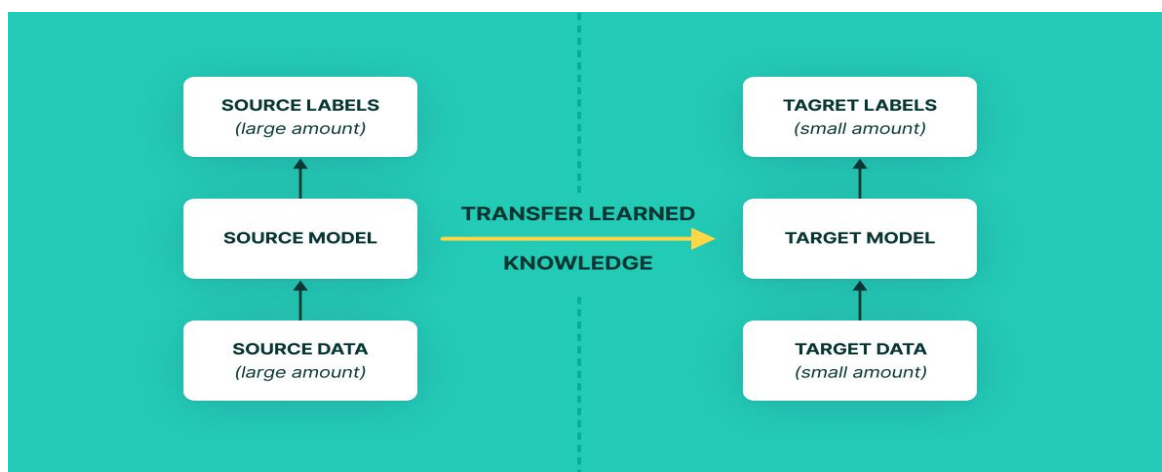 SOURCE LABELS
(large amount)
SOURCE MODEL
SOURCE DATA
(large amount)
TRANSFER LEARNED
KNOWLEDGE
TAGRET LABELS
(small amount)
TARGET MODEL
TARGET DATA
(small amount)